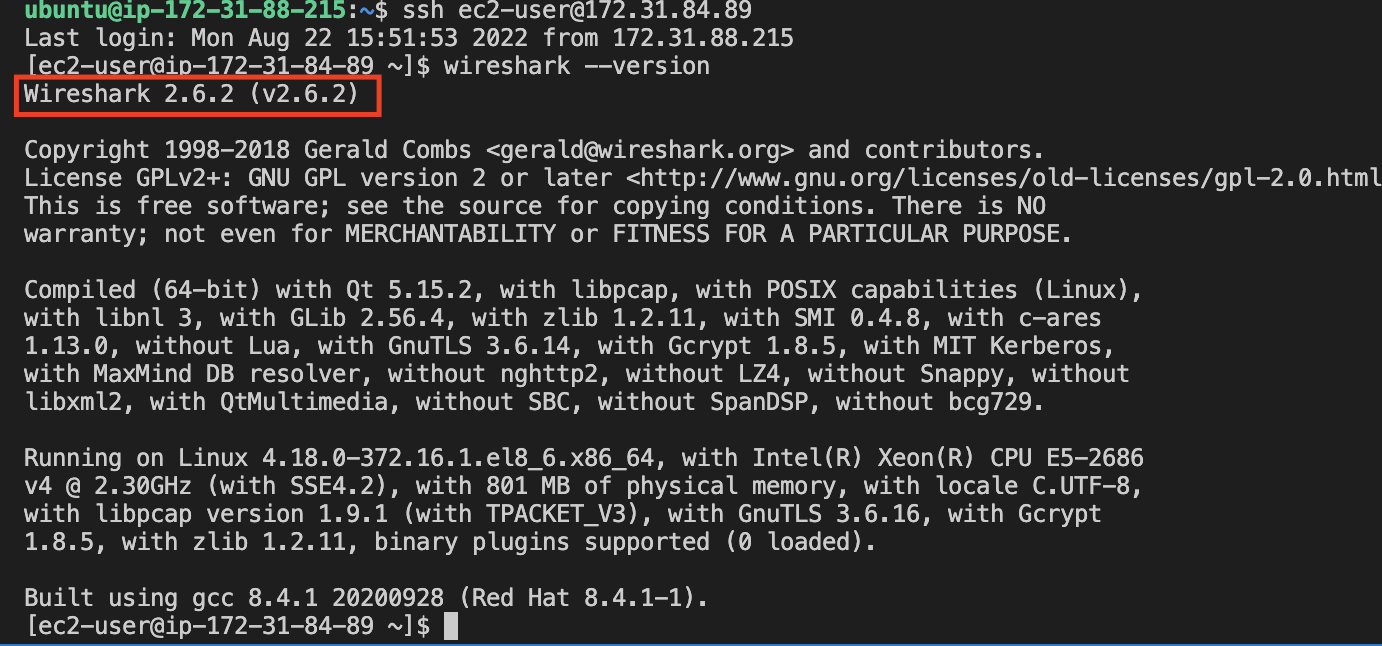 ubuntu@ip-172-31-88-215:~$ ssh ec2-user@172.31.84.89
Last login: Mon Aug 22 15:51:53 2022 from 172.31.88.215
[ec2-user@ip-172-31-84-89 ~]$ wireshark --version
Wireshark 2.6.2 (v2.6.2)
Copyright 1998-2018 Gerald Combs <gerald@wireshark.org> and contributors.
License GPLv2+: GNU GPL version 2 or later <http://www.gnu.org/licenses/old-licenses/gpl-2.0.html
This is free software; see the source for copying conditions. There is NO
warranty; not even for MERCHANTABILITY or FITNESS FOR A PARTICULAR PURPOSE.
Compiled (64-bit) with Qt 5.15.2, with libpcap, with POSIX capabilities (Linux),
with libnl 3, with GLib 2.56.4, with zlib 1.2.11, with SMI 0.4.8, with c-ares
1.13.0, without Lua, with GnuTLS 3.6.14, with Gcrypt 1.8.5, with MIT Kerberos,
with MaxMind DB resolver, without nghttp2, without LZ4, without Snappy, without
libxml2, with QtMultimedia, without SBC, without SpanDSP, without bcg729.
Running on Linux 4.18.0-372.16.1.el8_6.x86_64, with Intel(R) Xeon(R) CPU E5-2686
v4 @ 2.30GHz (with SSE4.2), with 801 MB of physical memory, with locale C.UTF-8,
with libpcap version 1.9.1 (with TPACKET_V3), with GnuTLS 3.6.16, with Gcrypt
1.8.5, with zlib 1.2.11, binary plugins supported (0 loaded).
Built using gcc 8.4.1 20200928 (Red Hat 8.4.1-1).
[ec2-user@ip-172-31-84-89 ~]$